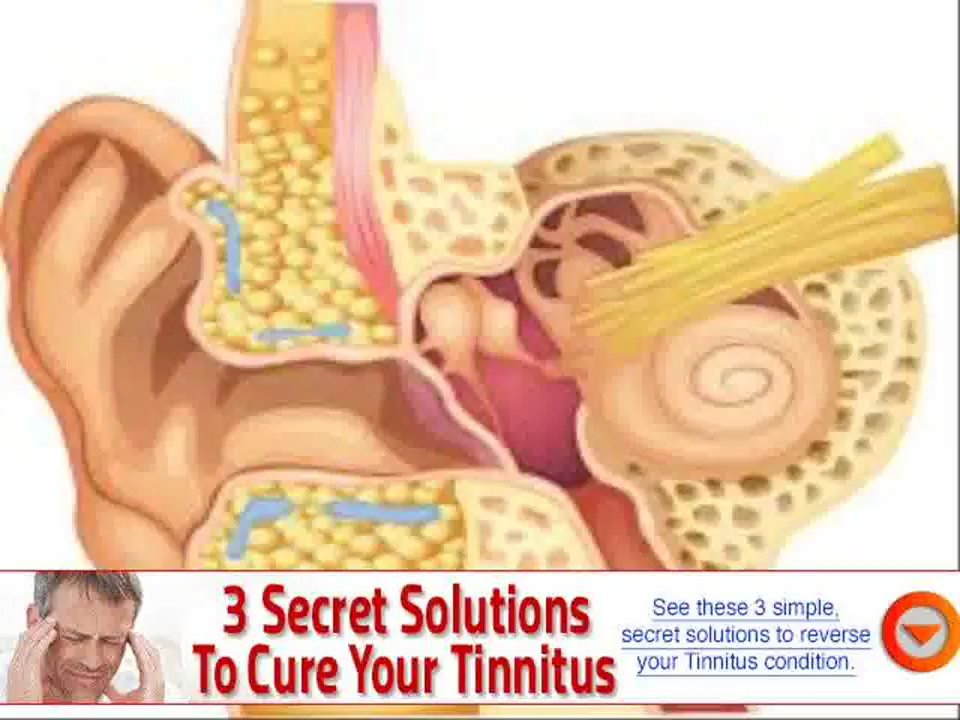 3 Secret Solutions
To Cure Your Tinnitus
See these 3 simple,
secret solutions to reverse
your Tinnitus condition.